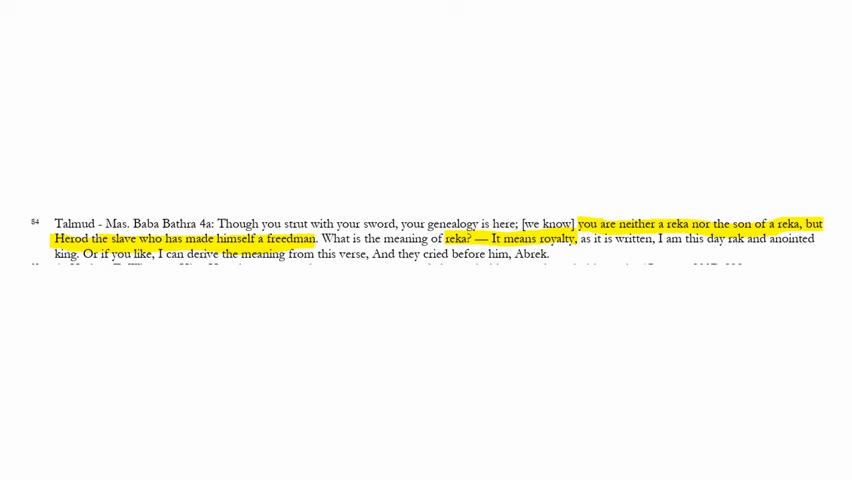 84 Talmud - Mas. Baba Bathra 4a: Though you strut with your sword, your genealogy is here; [we know] you are neither a reka nor the son of a reka, but
Herod the slave who has made himself a freedman. What is the meaning of reka? — It means royalty, as it is written, I am this day rak and anointed
king. Or if you like, I can derive the meaning from this verse, And they cried before him, Abrek.